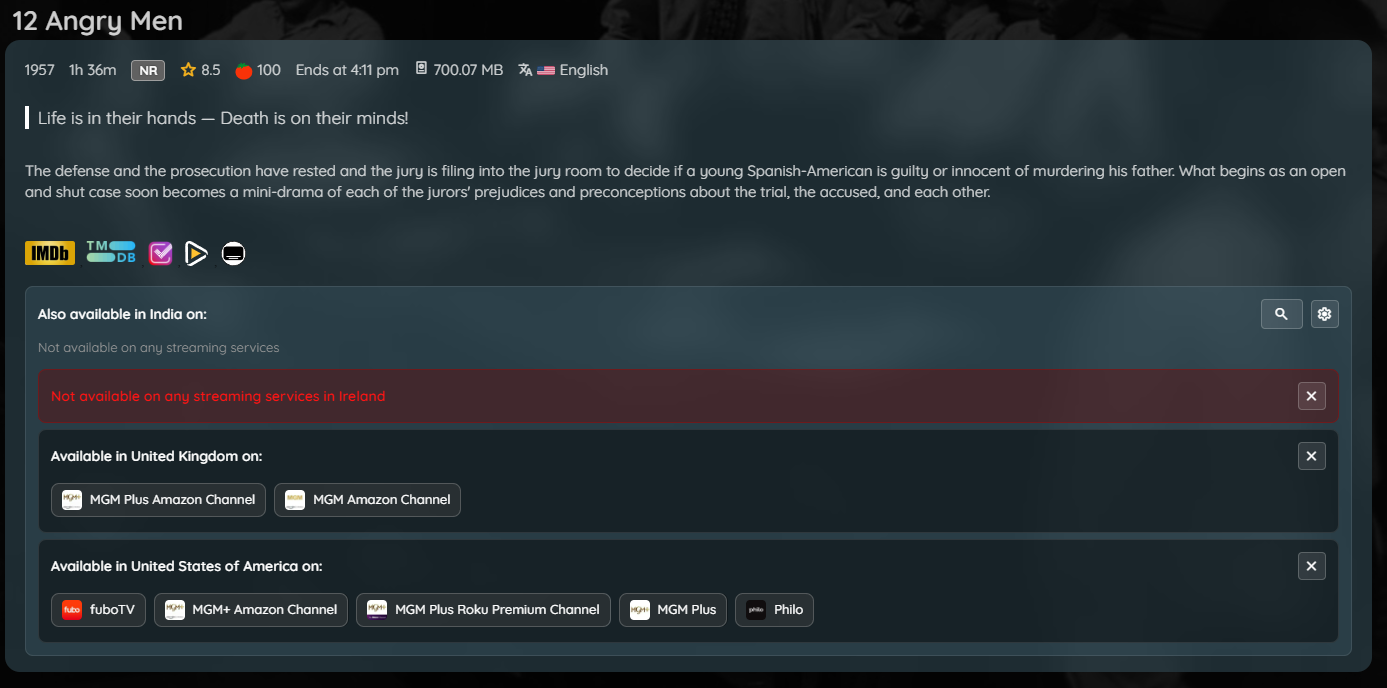 12 Angry Men
1957 1h 36m NR 8.5 100 Ends at 4:11 pm 700.07 MB English
Life is in their hands — Death is on their minds!
The defense and the prosecution have rested and the jury is filing into the jury room to decide if a young Spanish-American is guilty or innocent of murdering his father. What begins as an open
and shut case soon becomes a mini-drama of each of the jurors' prejudices and preconceptions about the trial, the accused, and each other.
IMDb TMDB
Also available in India on:
Not available on any streaming services
Not available on any streaming services in Ireland
Available in United Kingdom on:
MGM+ MGM Plus Amazon Channel MGM Amazon Channel
Available in United States of America on:
fubo fuboTV MGM+ MGM+ Amazon Channel MGM+ MGM Plus Roku Premium Channel MGM+ MGM Plus philo Philo